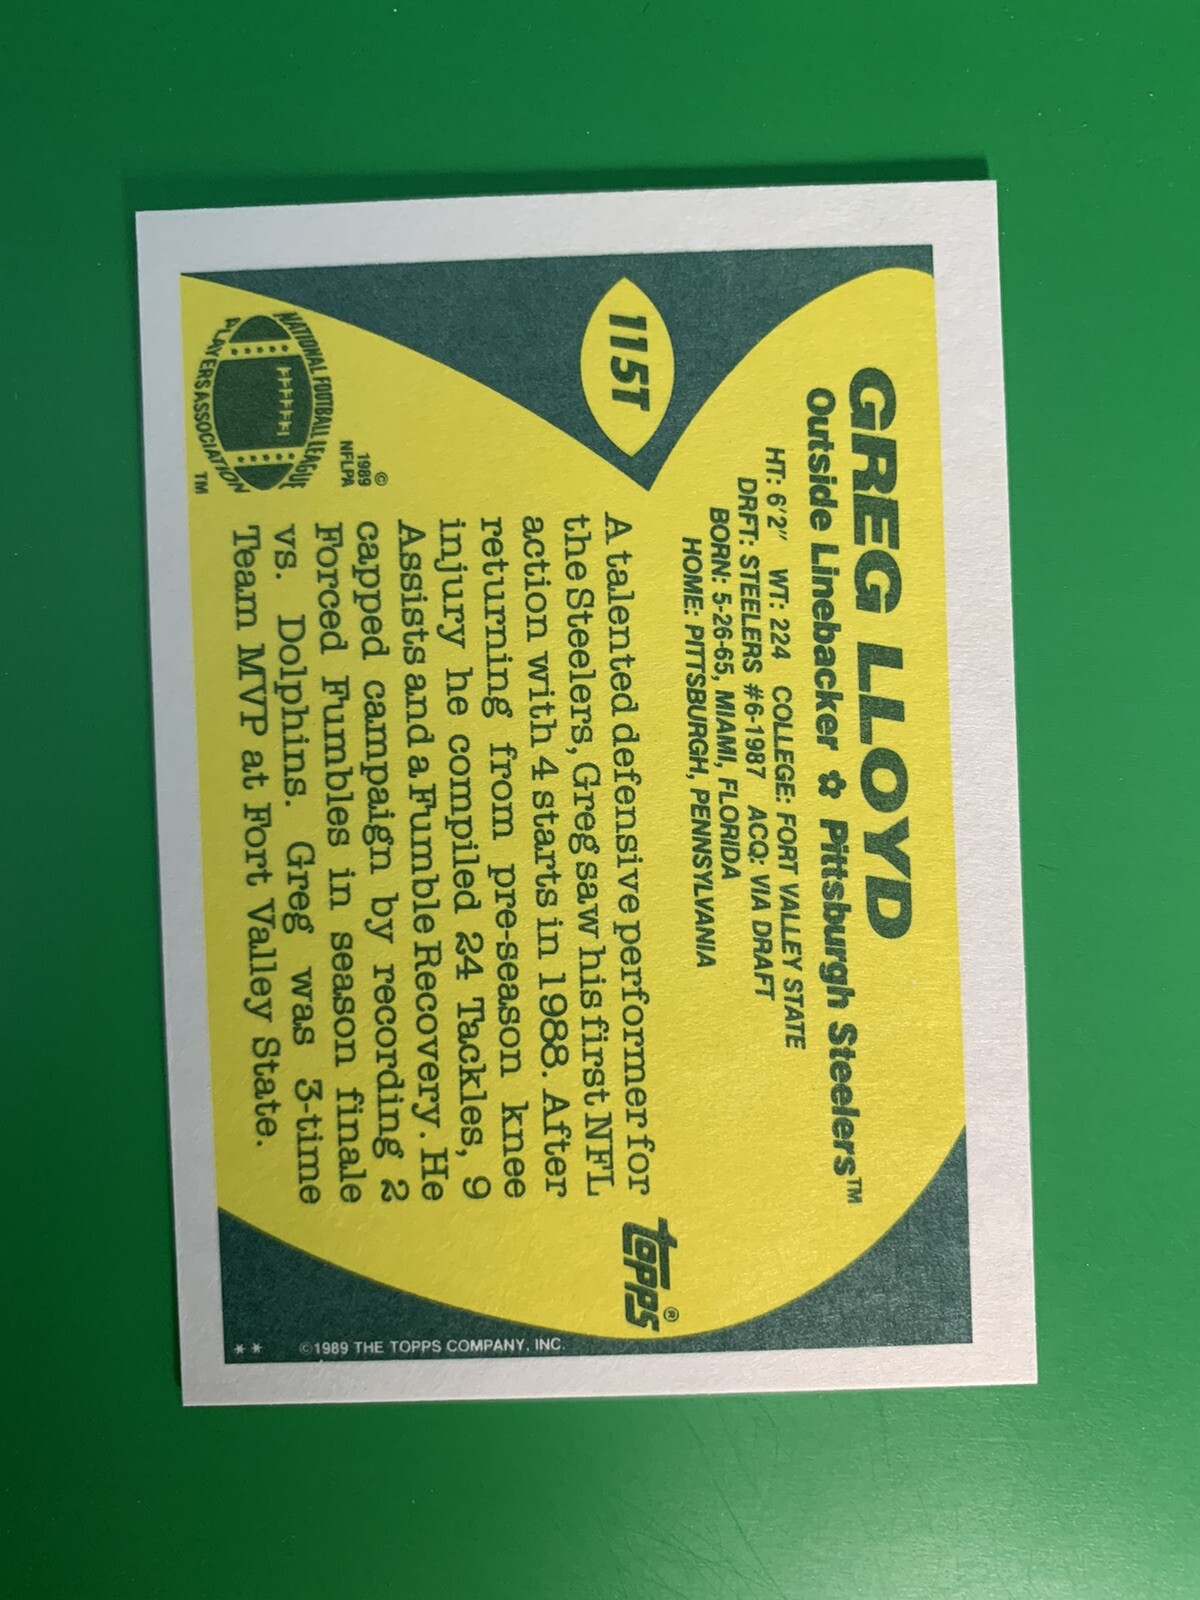 115T
GREG LLOYD
Outside Linebacker ✿ Pittsburgh Steelers™
HT: 6'2" WT: 224 COLLEGE: FORT VALLEY STATE
DRFT: STEELERS #6-1987 ACQ: VIA DRAFT
BORN: 5-26-65, MIAMI, FLORIDA
HOME: PITTSBURGH, PENNSYLVANIA
A talented defensive performer for
the Steelers, Greg saw his first NFL
action with 4 starts in 1988. After
returning from pre-season knee
injury he compiled 24 Tackles, 9
Assists and a Fumble Recovery. He
capped campaign by recording 2
Forced Fumbles in season finale
vs. Dolphins. Greg was 3-time
Team MVP at Fort Valley State.
topps®
©
1989
NFLPA
NATIONAL FOOTBALL LEAGUE
PLAYERS ASSOCIATION
TM
©1989 THE TOPPS COMPANY, INC.
**